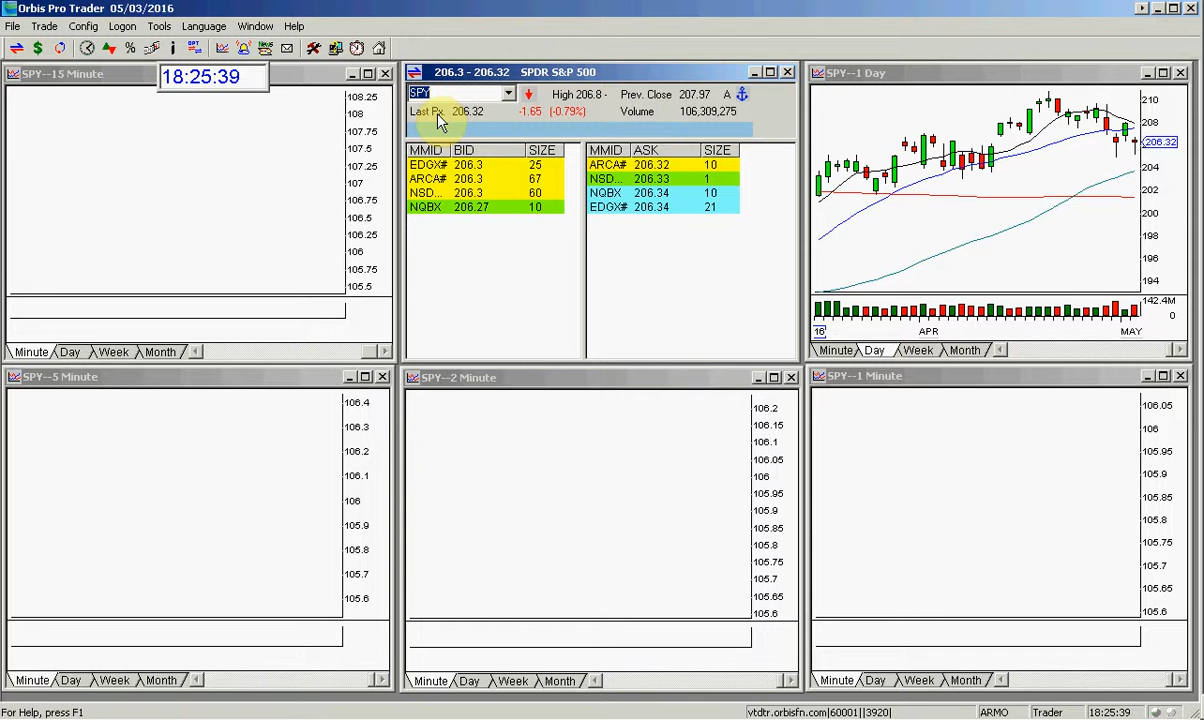 Orbis Pro Trader 05/03/2016
File Trade Config Logon Tools Language Window Help
18:25:39
SPY--15 Minute
108.25
108
107.75
107.5
107.25
107
106.75
106.5
106.25
106
105.75
105.5
Minute Day Week Month
206.3 - 206.32 SPDR S&P 500
SPY High 206.8 - Prev. Close 207.97 A
Last Px. 206.32 -1.65 (-0.79%) Volume 106,309,275
MMID BID SIZE MMID ASK SIZE
EDGX# 206.3 25 ARCA# 206.32 10
ARCA# 206.3 67 NSD... 206.33 1
NSD... 206.3 60 NQBX 206.34 10
NQBX 206.27 10 EDGX# 206.34 21
SPY--1 Day
210
206.32
204
202
200
198
196
194
142.4M
0
16 APR MAY
Minute Day Week Month
SPY--5 Minute
106.4
106.3
106.2
106.1
106
105.9
105.8
105.7
105.6
Minute Day Week Month
SPY--2 Minute
106.2
106.15
106.1
106.05
106
105.95
105.9
105.85
105.8
105.75
105.7
105.65
105.6
Minute Day Week Month
SPY--1 Minute
106.05
106
105.95
105.9
105.85
105.8
105.75
105.7
105.65
105.6
Minute Day Week Month
For Help, press F1
vtdtr.orbisfn.com|60001||3920| ARMO Trader 18:25:39